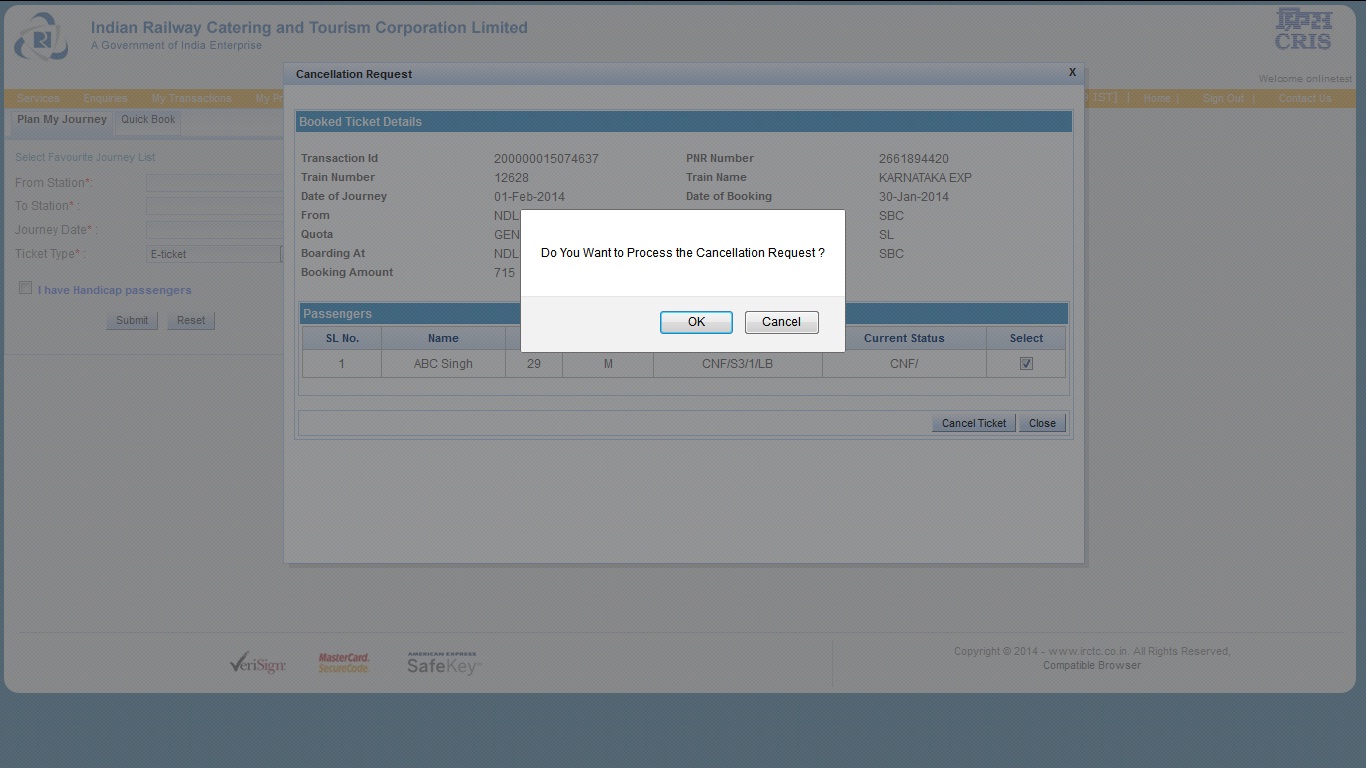 Indian Railway Catering and Tourism Corporation Limited
A Government of India Enterprise
CRIS
Welcome onlinetest
Services Enquiries My Transactions My Pr
IST] | Home | Sign Out | Contact Us
Plan My Journey Quick Book
Select Favourite Journey List
From Station*:
To Station* :
Journey Date* :
Ticket Type* : E-ticket
I have Handicap passengers
Submit Reset
Cancellation Request X
Booked Ticket Details
Transaction Id 200000015074637 PNR Number 2661894420
Train Number 12628 Train Name KARNATAKA EXP
Date of Journey 01-Feb-2014 Date of Booking 30-Jan-2014
From NDL SBC
Quota GEN SL
Boarding At NDL SBC
Booking Amount 715
Do You Want to Process the Cancellation Request ?
OK Cancel
Passengers
SL No. Name Current Status Select
1 ABC Singh 29 M CNF/S3/1/LB CNF/
Cancel Ticket Close
VeriSign
MasterCard.
SecureCode.
AMERICAN EXPRESS
SafeKey
Copyright © 2014 - www.irctc.co.in. All Rights Reserved,
Compatible Browser